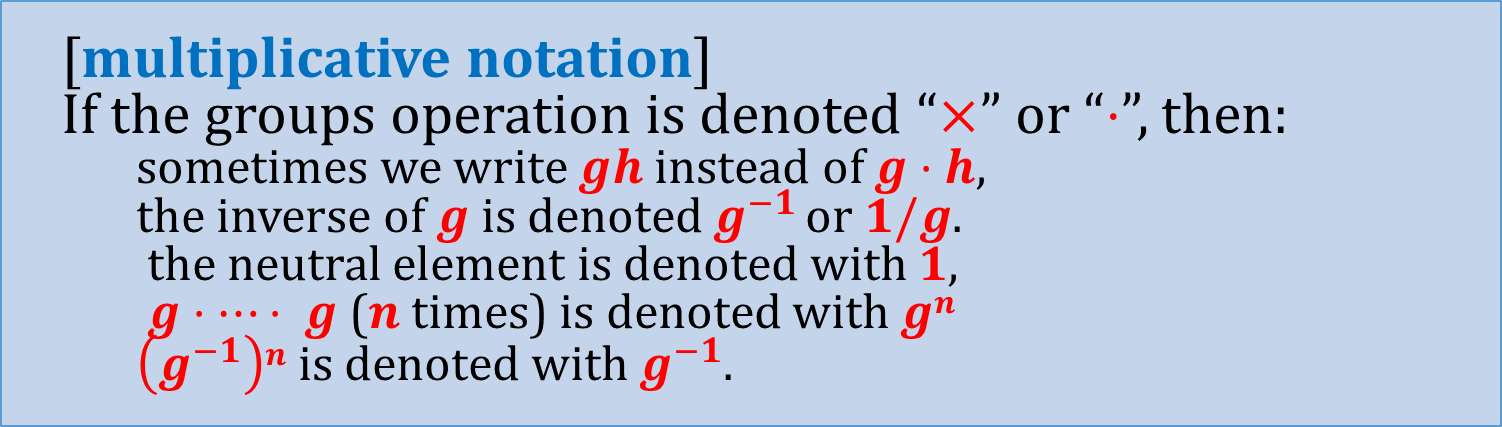 [multiplicative notation]
If the groups operation is denoted “×” or “·”, then:
sometimes we write gh instead of g · h,
the inverse of g is denoted g⁻¹ or 1/g.
the neutral element is denoted with 1,
g · ⋯ · g (n times) is denoted with gⁿ
(g⁻¹)ⁿ is denoted with g⁻¹.